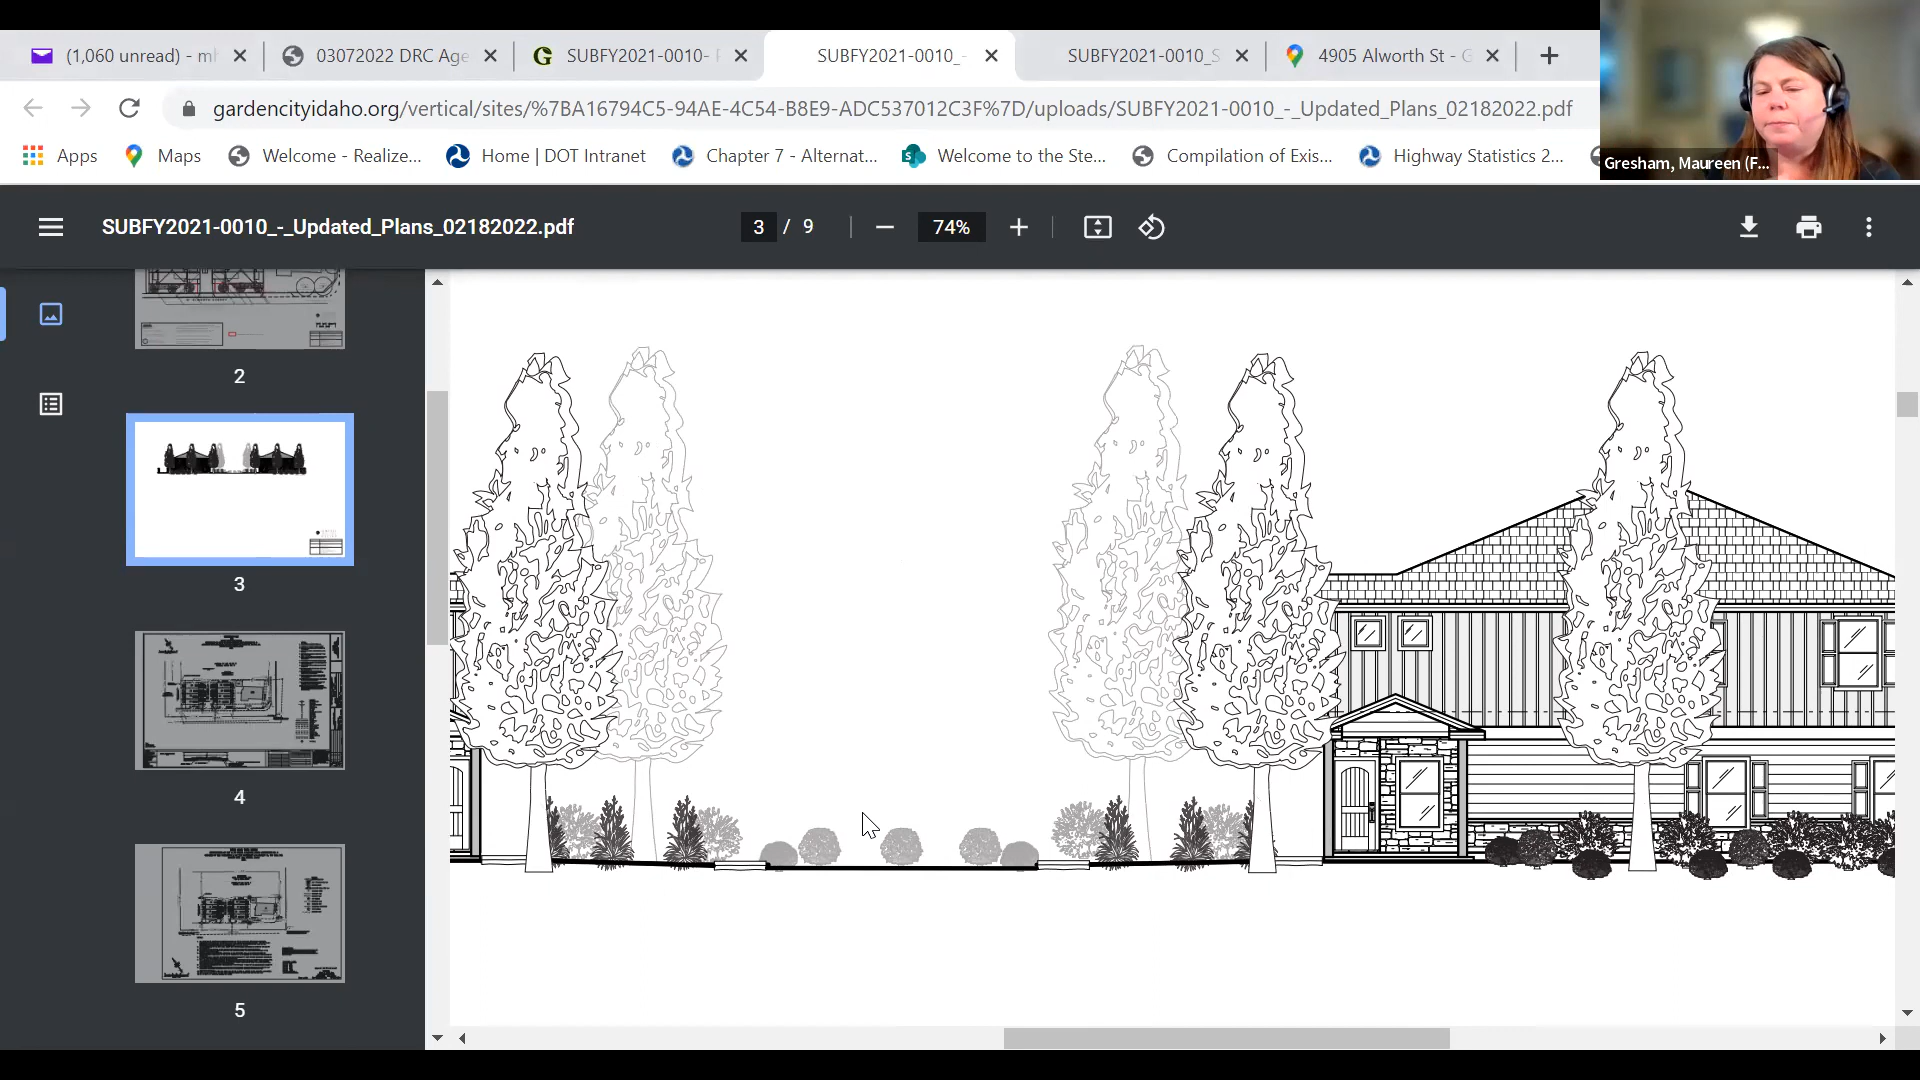 (1,060 unread) - mh
03072022 DRC Age
SUBFY2021-0010-
SUBFY2021-0010_-
SUBFY2021-0010_S
4905 Alworth St - G
gardencityidaho.org/vertical/sites/%7BA16794C5-94AE-4C54-B8E9-ADC537012C3F%7D/uploads/SUBFY2021-0010_-_Updated_Plans_02182022.pdf
Apps
Maps
Welcome - Realize...
Home | DOT Intranet
Chapter 7 - Alternat...
Welcome to the Ste...
Compilation of Exis...
Highway Statistics 2...
Gresham, Maureen (F...
SUBFY2021-0010_-_Updated_Plans_02182022.pdf
3 / 9
74%
2
3
4
5